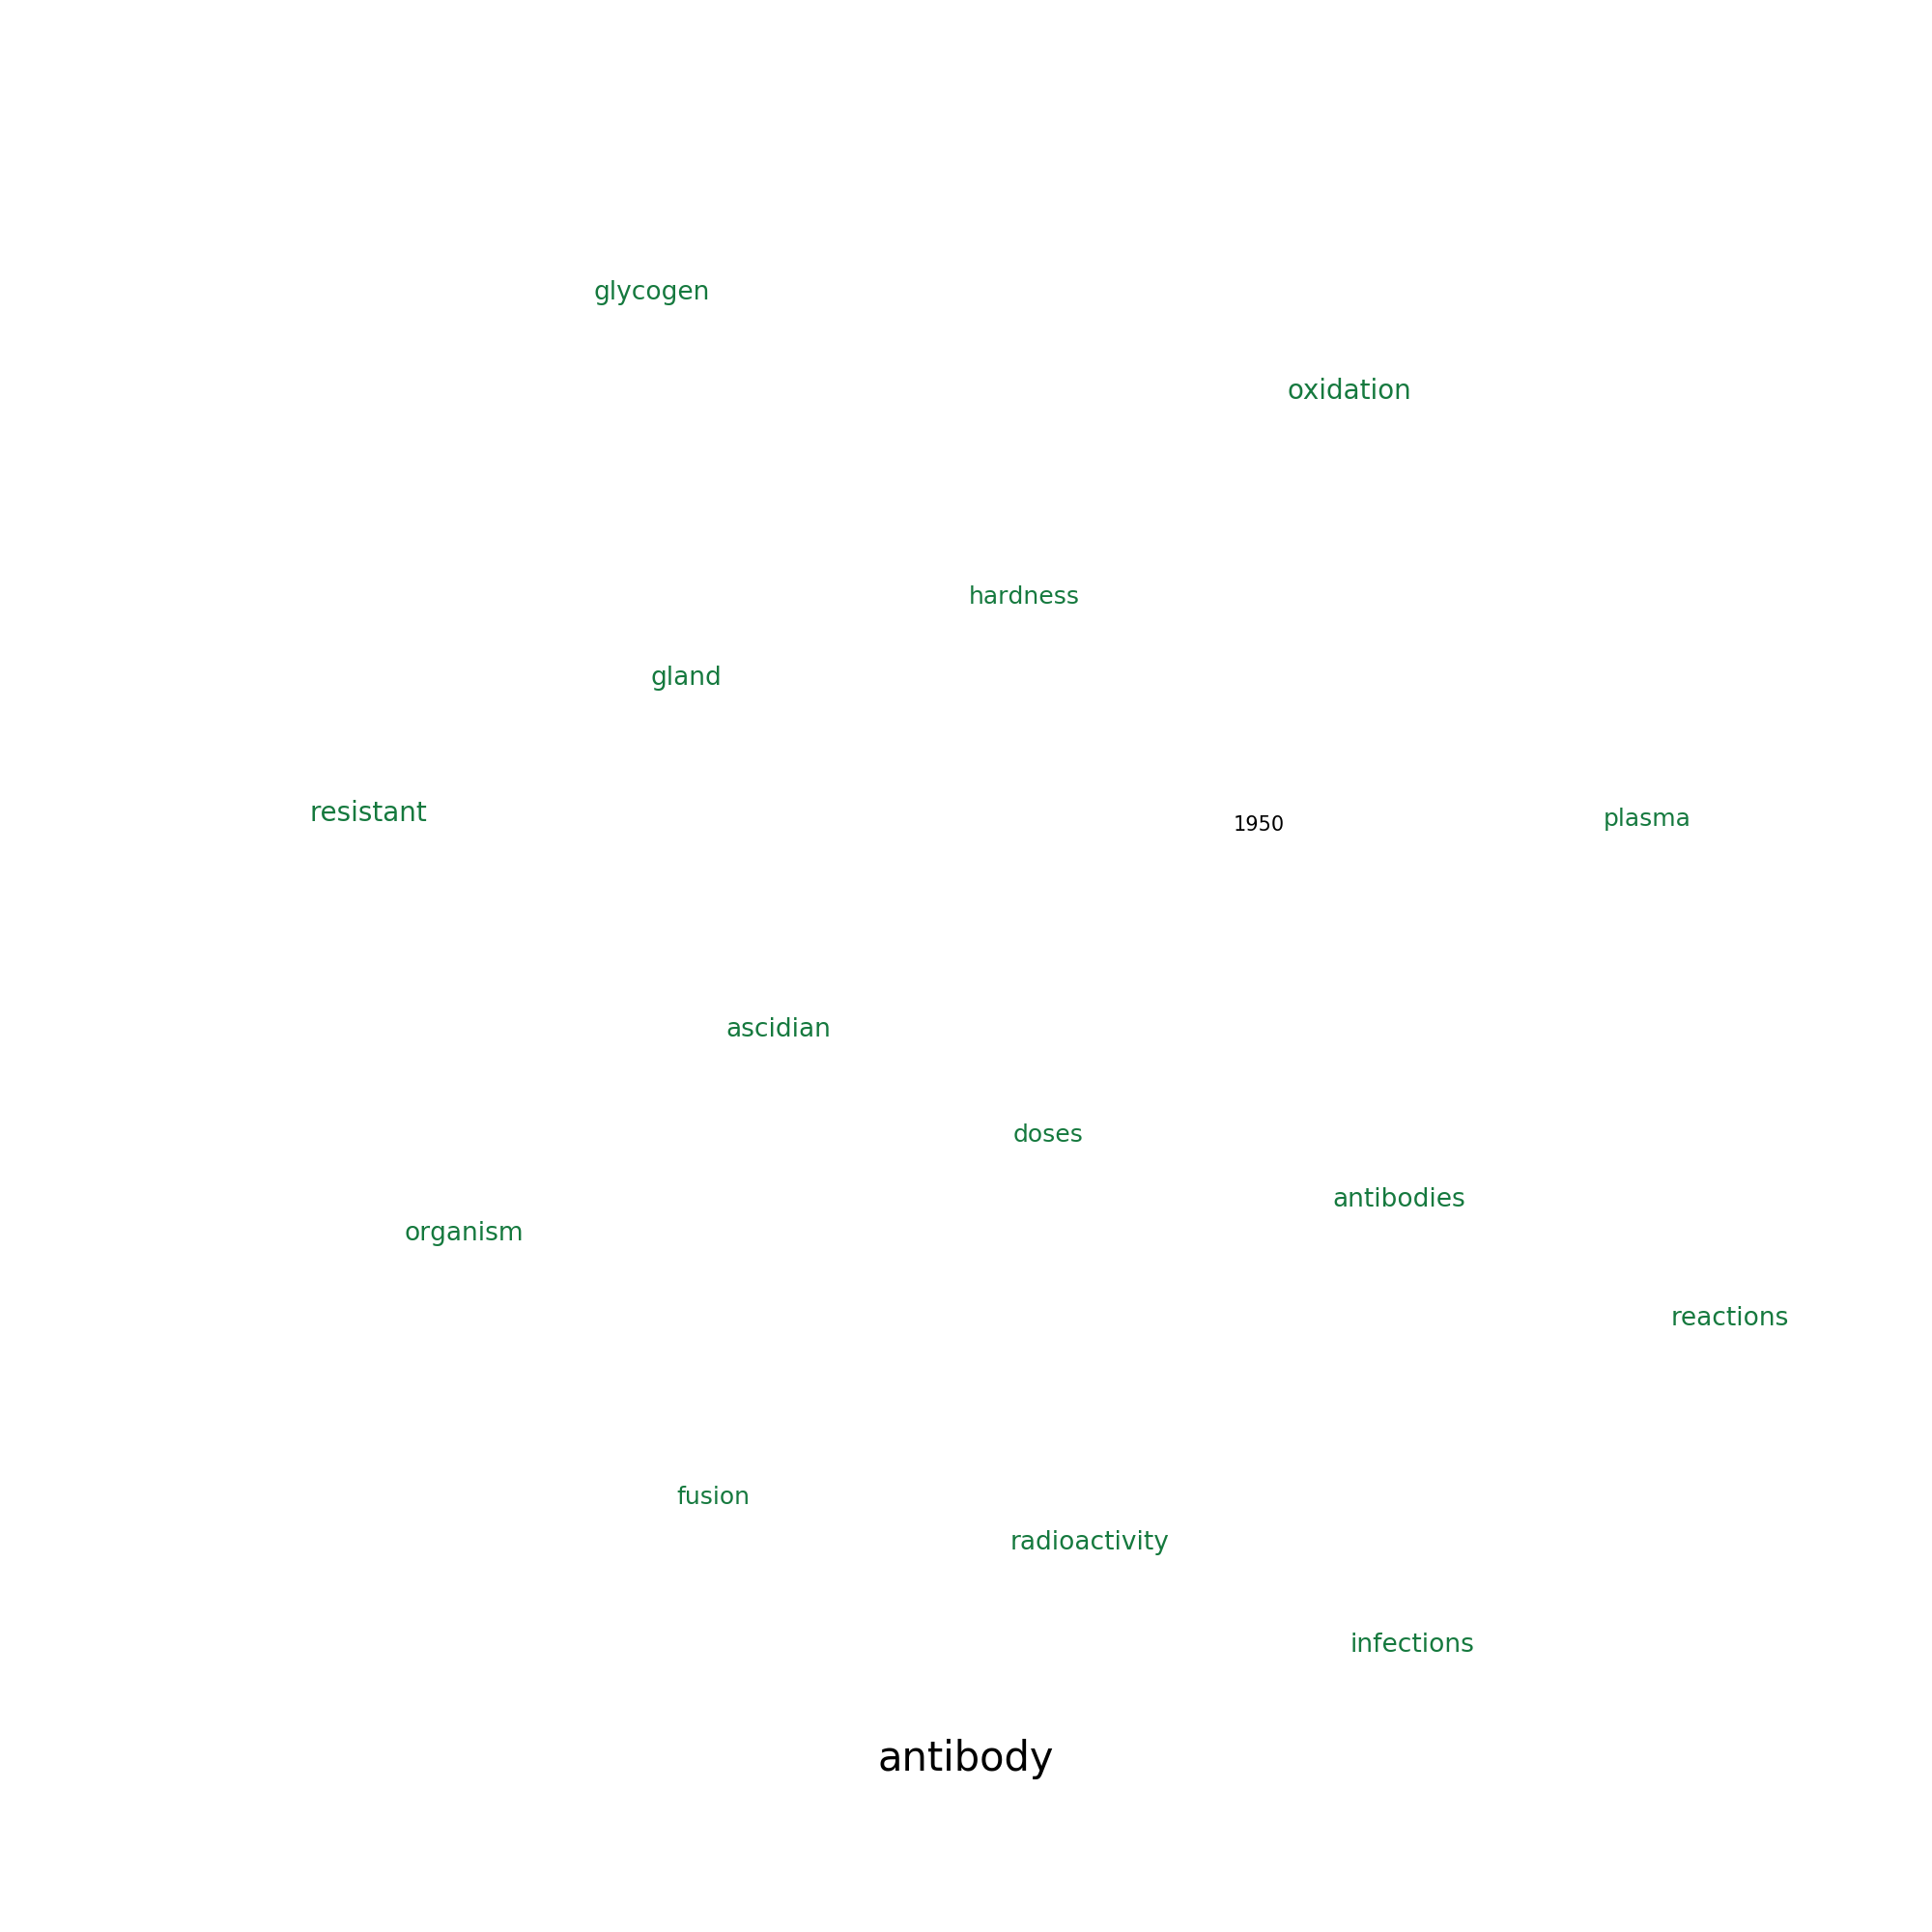 glycogen
oxidation
hardness
gland
resistant
plasma
1950
ascidian
doses
antibodies
organism
reactions
fusion
radioactivity
infections
antibody